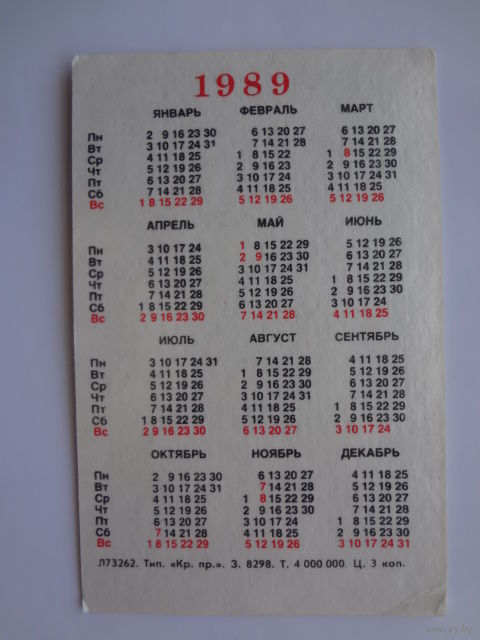 1989
ЯНВАРЬ ФЕВРАЛЬ МАРТ
Пн 2 9 16 23 30 6 13 20 27 6 13 20 27
Вт 3 10 17 24 31 7 14 21 28 7 14 21 28
Ср 4 11 18 25 1 8 15 22 1 8 15 22 29
Чт 5 12 19 26 2 9 16 23 2 9 16 23 30
Пт 6 13 20 27 3 10 17 24 3 10 17 24 31
Сб 7 14 21 28 4 11 18 25 4 11 18 25
Вс 1 8 15 22 29 5 12 19 26 5 12 19 26
АПРЕЛЬ МАЙ ИЮНЬ
Пн 3 10 17 24 1 8 15 22 29 5 12 19 26
Вт 4 11 18 25 2 9 16 23 30 6 13 20 27
Ср 5 12 19 26 3 10 17 24 31 7 14 21 28
Чт 6 13 20 27 4 11 18 25 1 8 15 22 29
Пт 7 14 21 28 5 12 19 26 2 9 16 23 30
Сб 1 8 15 22 29 6 13 20 27 3 10 17 24
Вс 2 9 16 23 30 7 14 21 28 4 11 18 25
ИЮЛЬ АВГУСТ СЕНТЯБРЬ
Пн 3 10 17 24 31 7 14 21 28 4 11 18 25
Вт 4 11 18 25 1 8 15 22 29 5 12 19 26
Ср 5 12 19 26 2 9 16 23 30 6 13 20 27
Чт 6 13 20 27 3 10 17 24 31 7 14 21 28
Пт 7 14 21 28 4 11 18 25 1 8 15 22 29
Сб 1 8 15 22 29 5 12 19 26 2 9 16 23 30
Вс 2 9 16 23 30 6 13 20 27 3 10 17 24
ОКТЯБРЬ НОЯБРЬ ДЕКАБРЬ
Пн 2 9 16 23 30 6 13 20 27 4 11 18 25
Вт 3 10 17 24 31 7 14 21 28 5 12 19 26
Ср 4 11 18 25 1 8 15 22 29 6 13 20 27
Чт 5 12 19 26 2 9 16 23 30 7 14 21 28
Пт 6 13 20 27 3 10 17 24 1 8 15 22 29
Сб 7 14 21 28 4 11 18 25 2 9 16 23 30
Вс 1 8 15 22 29 5 12 19 26 3 10 17 24 31
Л73262. Тип. «Кр. пр.». З. 8298. Т. 4 000 000. Ц. 3 коп.
www.ay.by